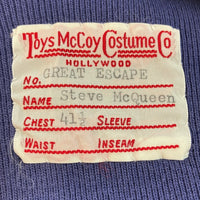 Toys McCoy Costume Co
HOLLYWOOD
No. GREAT ESCAPE
NAME Steve McQueen
CHEST 41½ SLEEVE
WAIST INSEAM